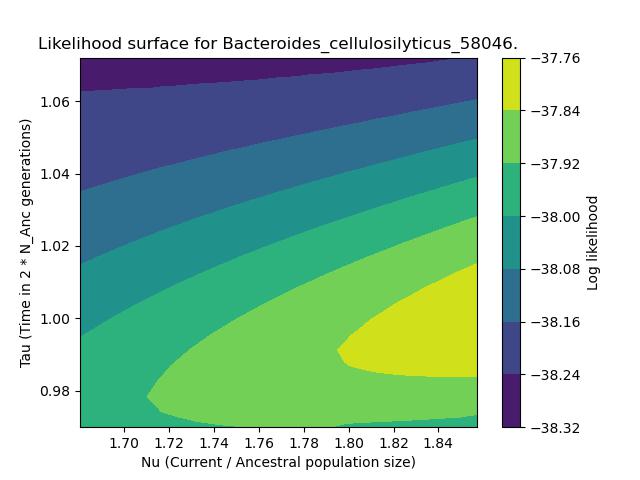 Likelihood surface for Bacteroides_cellulosilyticus_58046.
1.06
1.04
1.02
1.00
0.98
Tau (Time in 2 * N_Anc generations)
1.70 1.72 1.74 1.76 1.78 1.80 1.82 1.84
Nu (Current / Ancestral population size)
−37.76
−37.84
−37.92
−38.00
−38.08
−38.16
−38.24
−38.32
Log likelihood